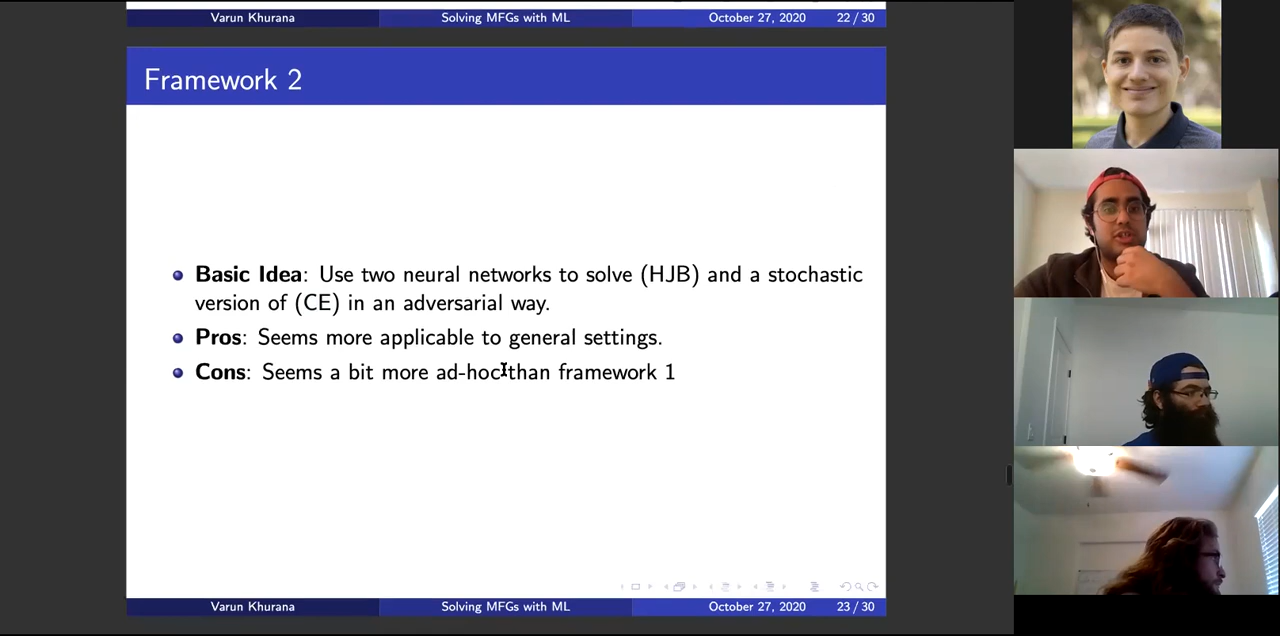 Varun Khurana Solving MFGs with ML October 27, 2020 22 / 30
Framework 2
Basic Idea: Use two neural networks to solve (HJB) and a stochastic
version of (CE) in an adversarial way.
Pros: Seems more applicable to general settings.
Cons: Seems a bit more ad-hoc than framework 1
Varun Khurana Solving MFGs with ML October 27, 2020 23 / 30